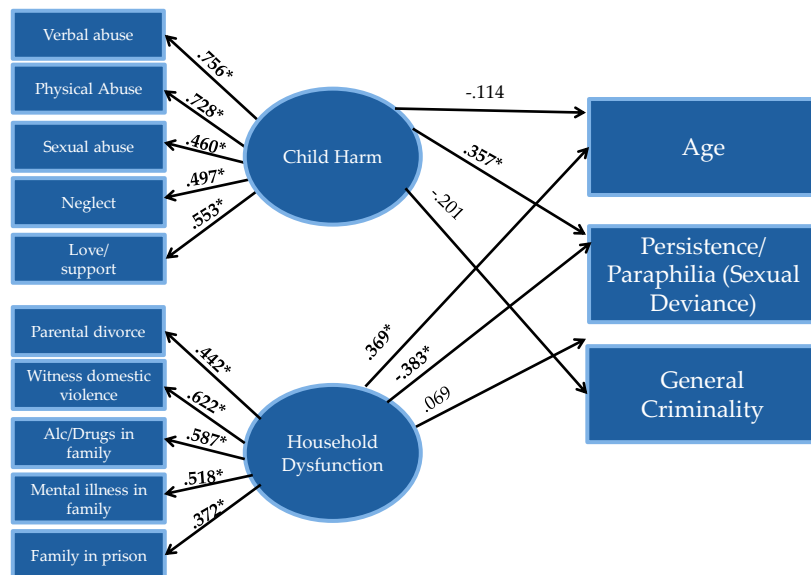 Verbal abuse
Physical Abuse
Sexual abuse
Neglect
Love/
support
.756*
.728*
.460*
.497*
.553*
Child Harm
-.114
.357*
-.201
Age
Persistence/
Paraphilia (Sexual
Deviance)
General
Criminality
Parental divorce
Witness domestic
violence
Alc/Drugs in
family
Mental illness in
family
Family in prison
.442*
.622*
.587*
.518*
.372*
Household
Dysfunction
.369*
-.383*
.069